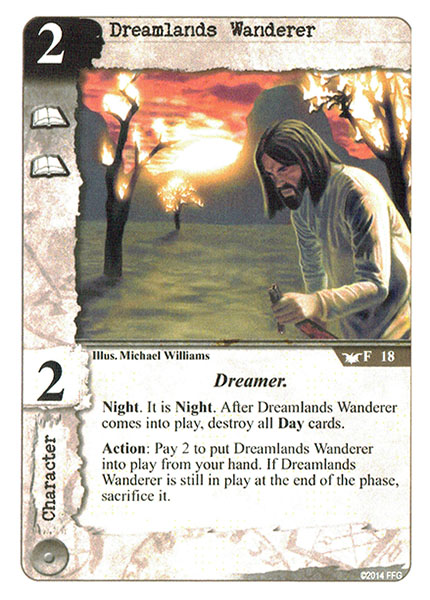 2
Dreamlands Wanderer
Illus. Michael Williams
F 18
2
Character
Dreamer.
Night. It is Night. After Dreamlands Wanderer
comes into play, destroy all Day cards.
Action: Pay 2 to put Dreamlands Wanderer
into play from your hand. If Dreamlands
Wanderer is still in play at the end of the phase,
sacrifice it.
©2014 FFG